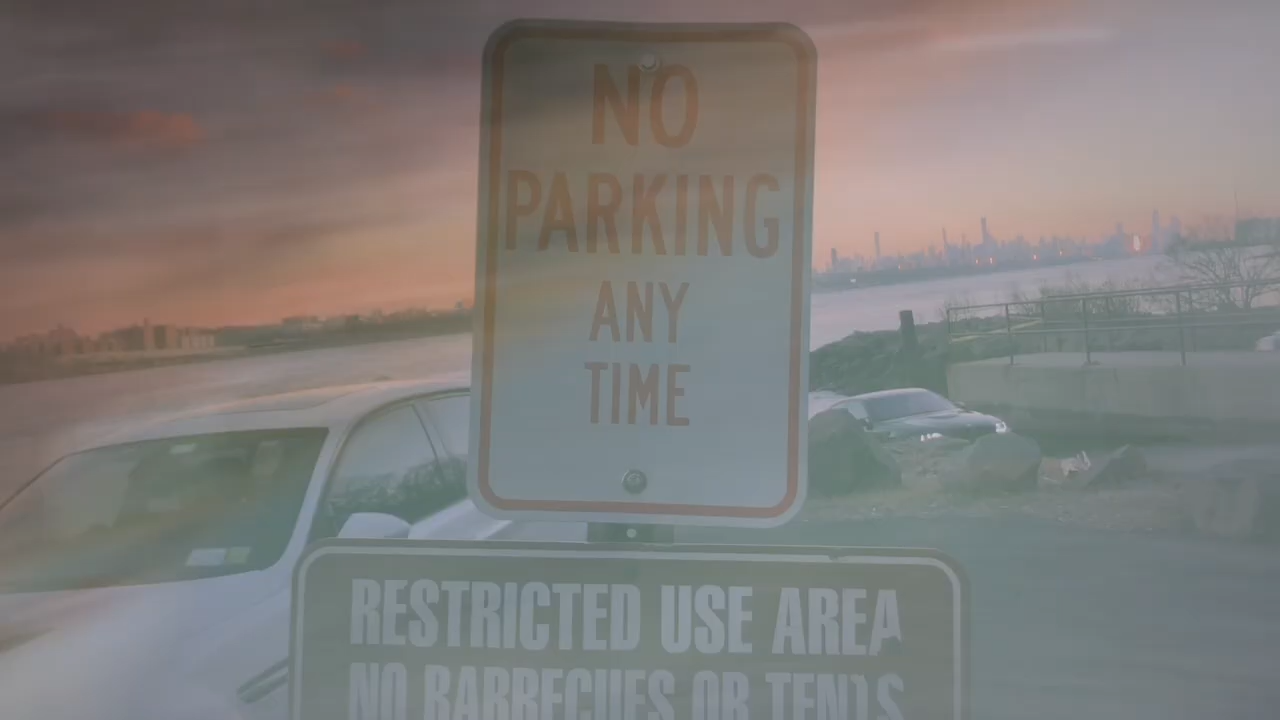 NO
PARKING
ANY
TIME
RESTRICTED USE AREA
NO BARBECUES OR TENTS